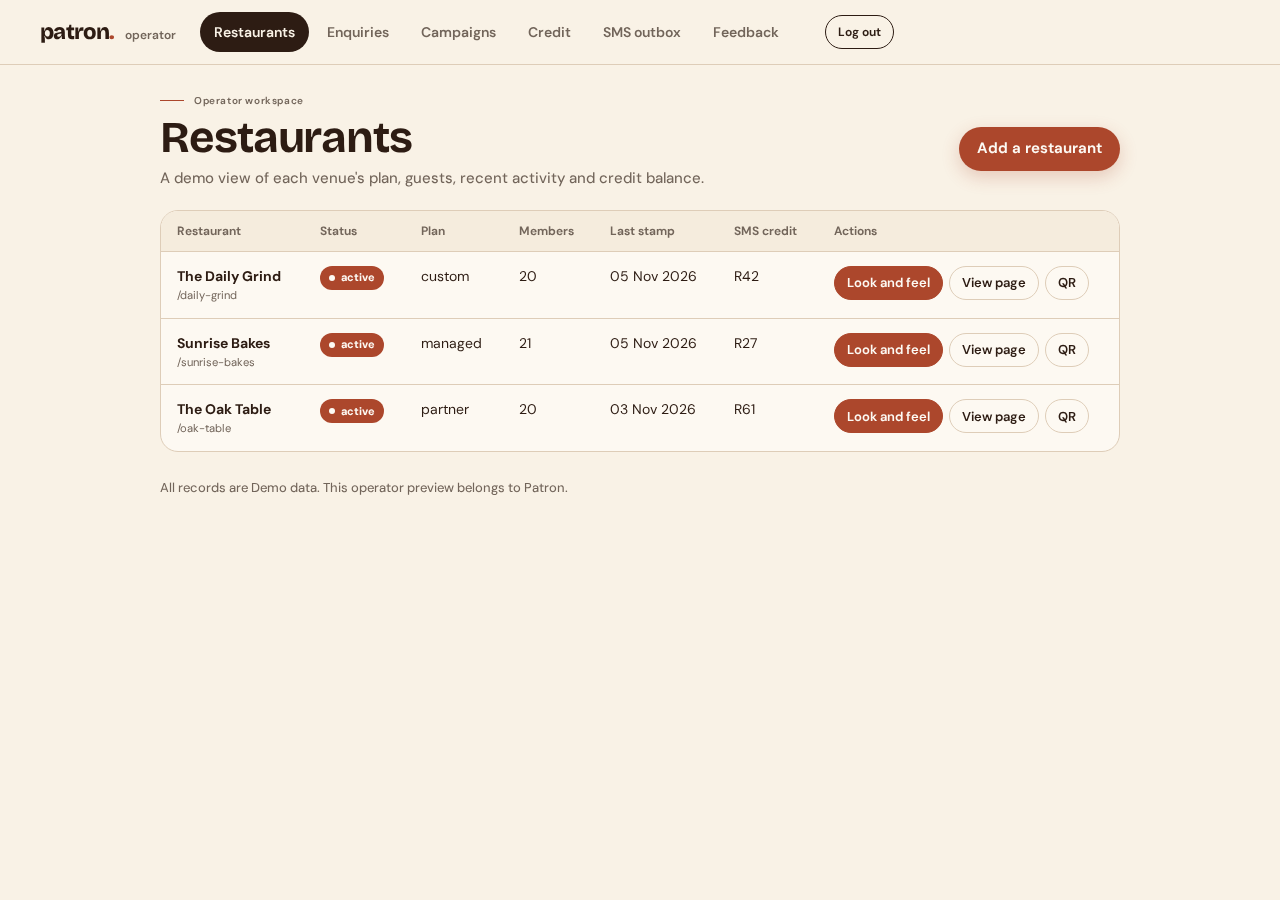 patron. operator Restaurants Enquiries Campaigns Credit SMS outbox Feedback Log out
Operator workspace
Restaurants
Add a restaurant
A demo view of each venue's plan, guests, recent activity and credit balance.
Restaurant Status Plan Members Last stamp SMS credit Actions
The Daily Grind active custom 20 05 Nov 2026 R42 Look and feel View page QR
/daily-grind
Sunrise Bakes active managed 21 05 Nov 2026 R27 Look and feel View page QR
/sunrise-bakes
The Oak Table active partner 20 03 Nov 2026 R61 Look and feel View page QR
/oak-table
All records are Demo data. This operator preview belongs to Patron.